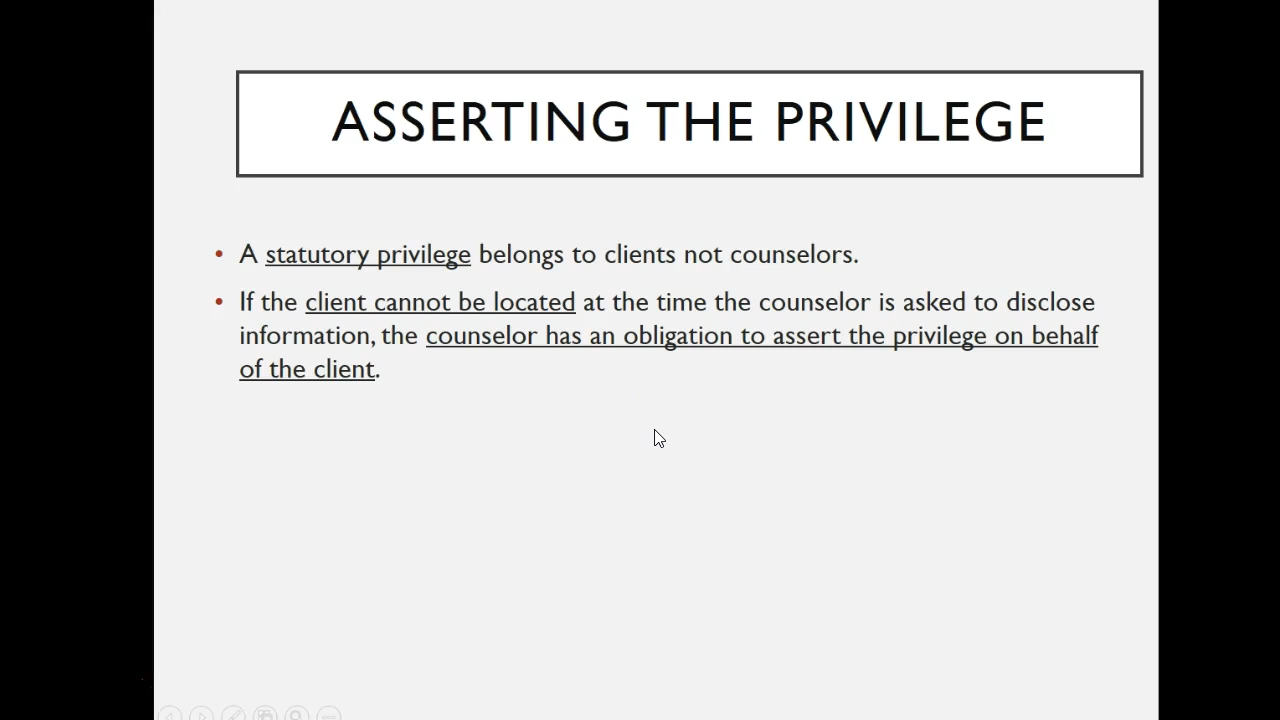 ASSERTING THE PRIVILEGE
• A statutory privilege belongs to clients not counselors.
• If the client cannot be located at the time the counselor is asked to disclose
information, the counselor has an obligation to assert the privilege on behalf
of the client.